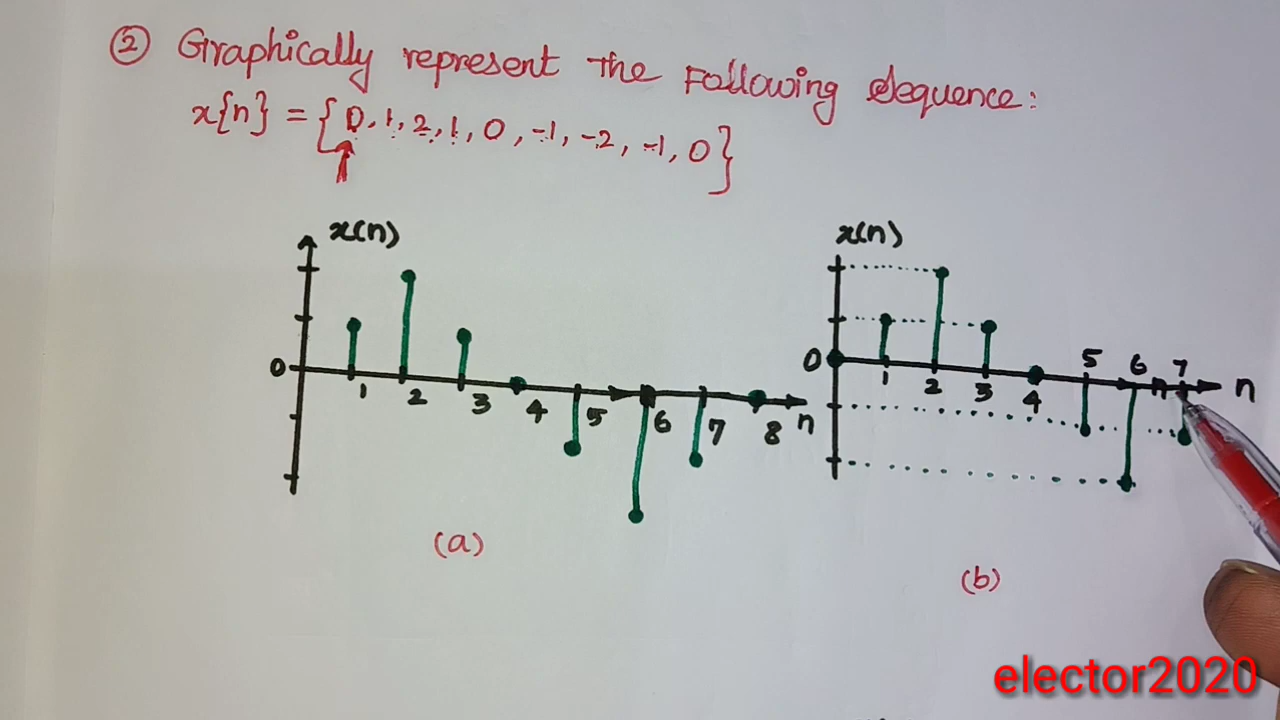 ② Graphically represent the Following Sequence:
x{n} = { 0, 1, 2, 1, 0, -1, -2, -1, 0 }
x(n)
0
1 2 3 4 5 6 7 8 n
(a)
x(n)
0
1 2 3 4 5 6 n 7 n
(b)
elector2020